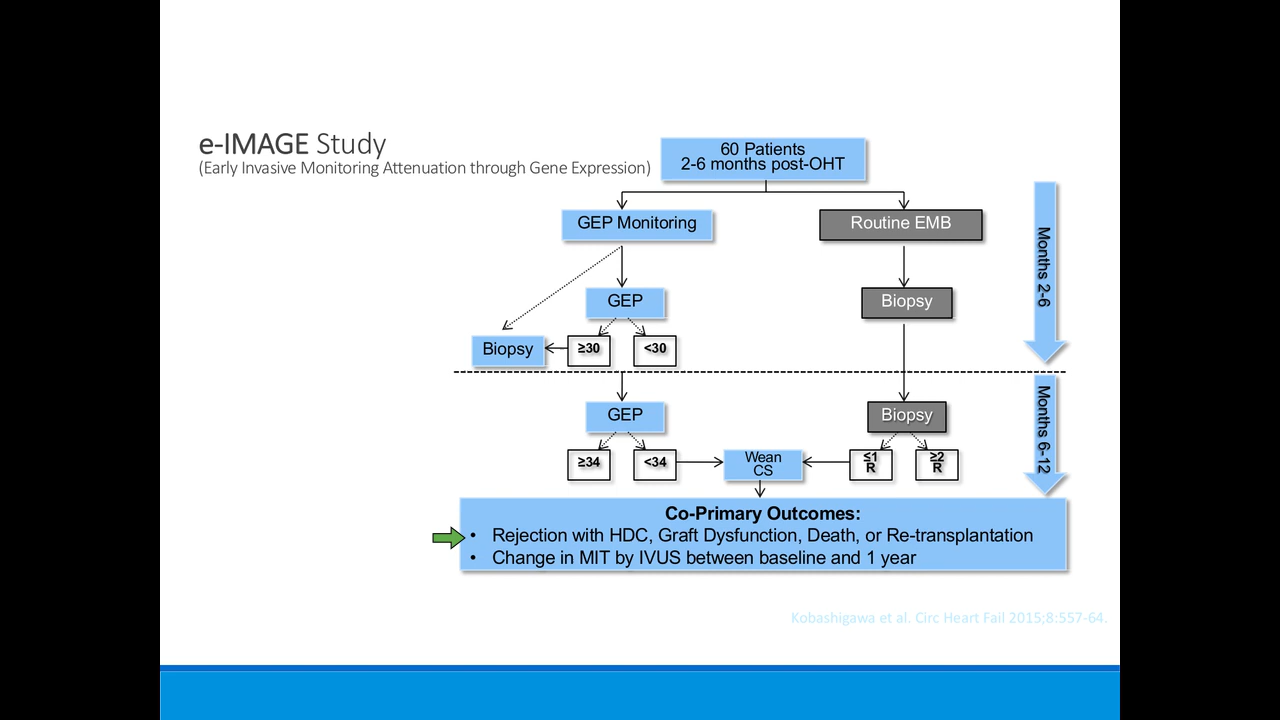 e-IMAGE Study
(Early Invasive Monitoring Attenuation through Gene Expression)
60 Patients
2-6 months post-OHT
GEP Monitoring
Routine EMB
Months 2-6
GEP
Biopsy
Biopsy
≥30
<30
GEP
Biopsy
Months 6-12
≥34
<34
Wean
CS
≤1
R
≥2
R
Co-Primary Outcomes:
• Rejection with HDC, Graft Dysfunction, Death, or Re-transplantation
• Change in MIT by IVUS between baseline and 1 year
Kobashigawa et al. Circ Heart Fail 2015;8:557-64.